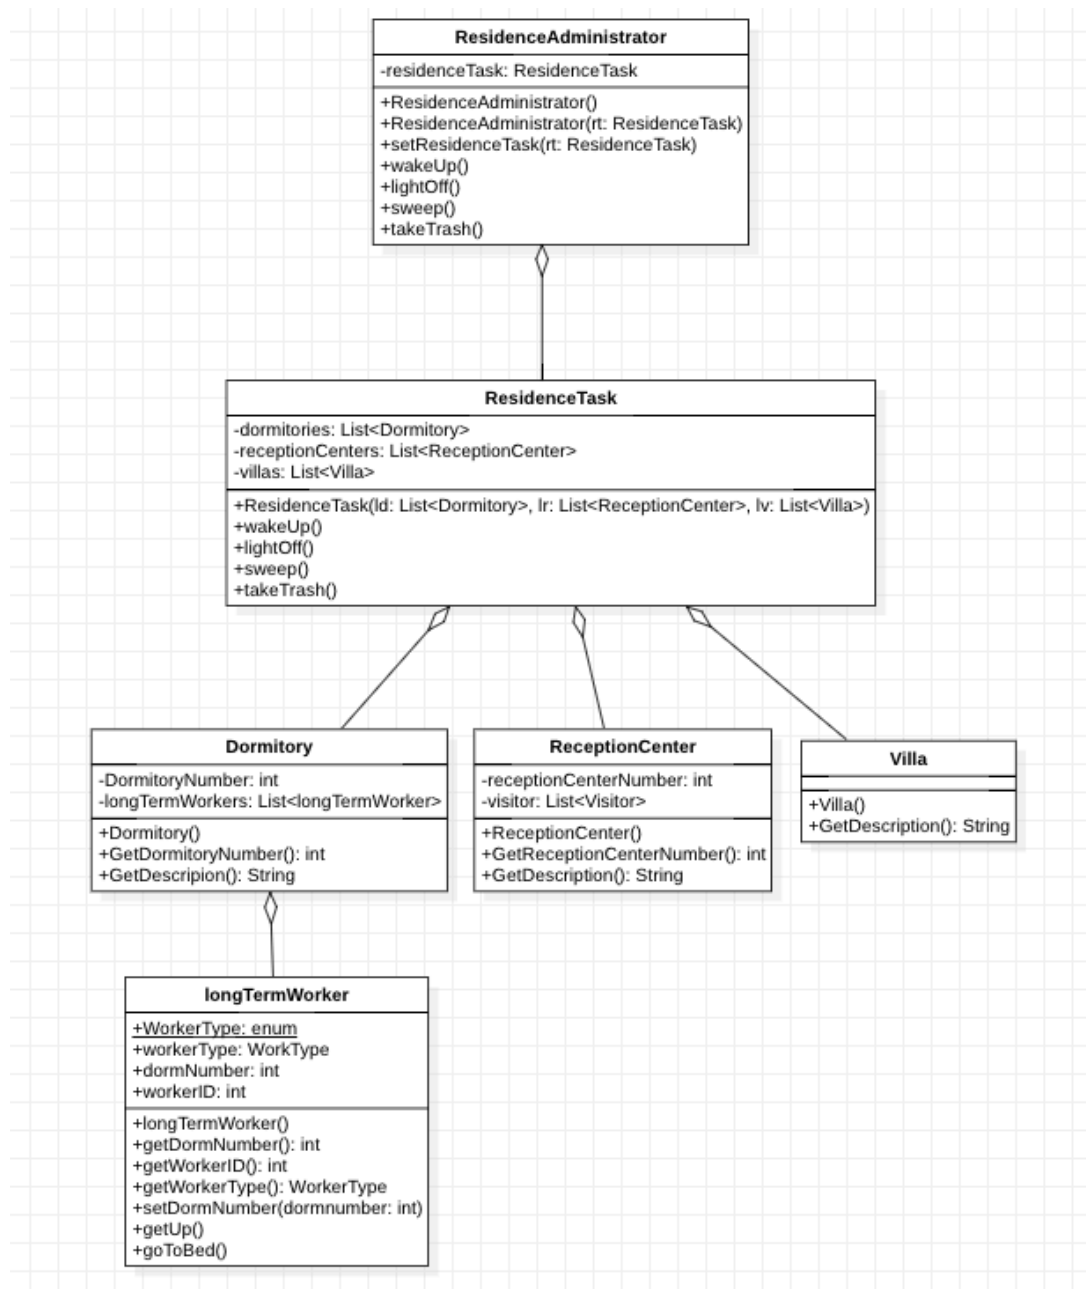 ResidenceAdministrator
-residenceTask: ResidenceTask
+ResidenceAdministrator()
+ResidenceAdministrator(rt: ResidenceTask)
+setResidenceTask(rt: ResidenceTask)
+wakeUp()
+lightOff()
+sweep()
+takeTrash()
ResidenceTask
-dormitories: List<Dormitory>
-receptionCenters: List<ReceptionCenter>
-villas: List<Villa>
+ResidenceTask(ld: List<Dormitory>, lr: List<ReceptionCenter>, lv: List<Villa>)
+wakeUp()
+lightOff()
+sweep()
+takeTrash()
Dormitory
-DormitoryNumber: int
-longTermWorkers: List<longTermWorker>
+Dormitory()
+GetDormitoryNumber(): int
+GetDescripion(): String
ReceptionCenter
-receptionCenterNumber: int
-visitor: List<Visitor>
+ReceptionCenter()
+GetReceptionCenterNumber(): int
+GetDescription(): String
Villa
+Villa()
+GetDescription(): String
longTermWorker
+WorkerType: enum
+workerType: WorkType
+dormNumber: int
+workerID: int
+longTermWorker()
+getDormNumber(): int
+getWorkerID(): int
+getWorkerType(): WorkerType
+setDormNumber(dormnumber: int)
+getUp()
+goToBed()